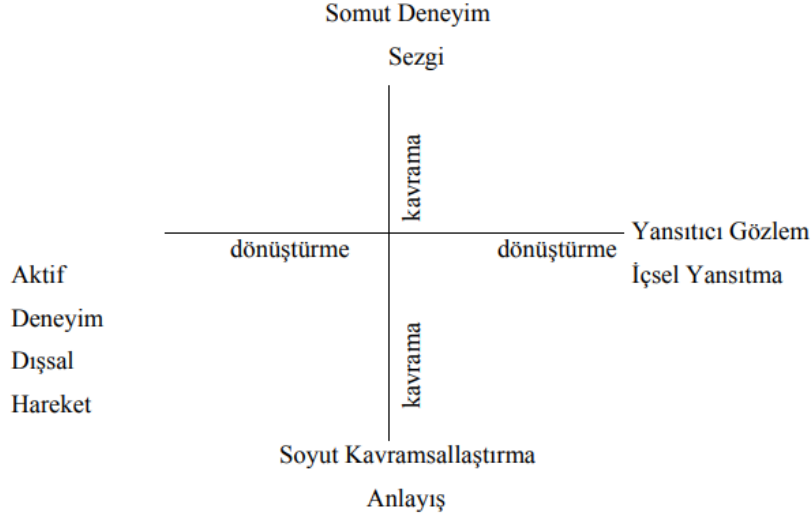 Somut Deneyim
Sezgi
kavrama
Yansıtıcı Gözlem
dönüştürme
dönüştürme
Aktif
İçsel Yansıtma
Deneyim
Dışsal
kavrama
Hareket
Soyut Kavramsallaştırma
Anlayış